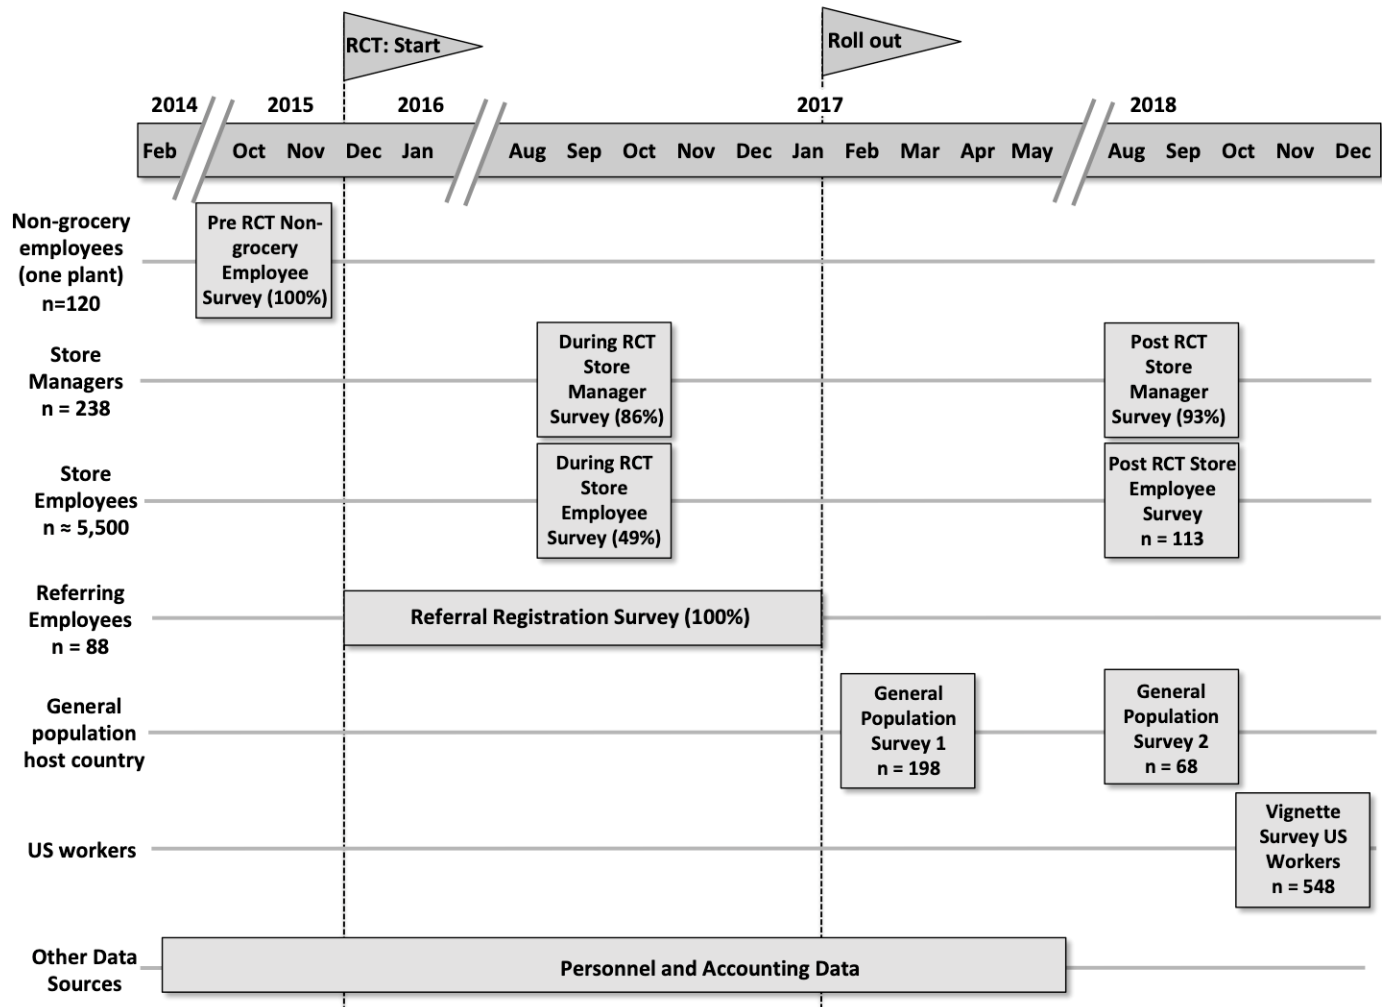 RCT: Start
Roll out
2014 2015 2016 2017 2018
Feb Oct Nov Dec Jan Aug Sep Oct Nov Dec Jan Feb Mar Apr May Aug Sep Oct Nov Dec
Non-grocery
employees
(one plant)
n=120
Pre RCT Non-
grocery
Employee
Survey (100%)
Store
Managers
n = 238
During RCT
Store
Manager
Survey (86%)
Post RCT
Store
Manager
Survey (93%)
Store
Employees
n ≈ 5,500
During RCT
Store
Employee
Survey (49%)
Post RCT Store
Employee
Survey
n = 113
Referring
Employees
n = 88
Referral Registration Survey (100%)
General
population
host country
General
Population
Survey 1
n = 198
General
Population
Survey 2
n = 68
US workers
Vignette
Survey US
Workers
n = 548
Other Data
Sources
Personnel and Accounting Data